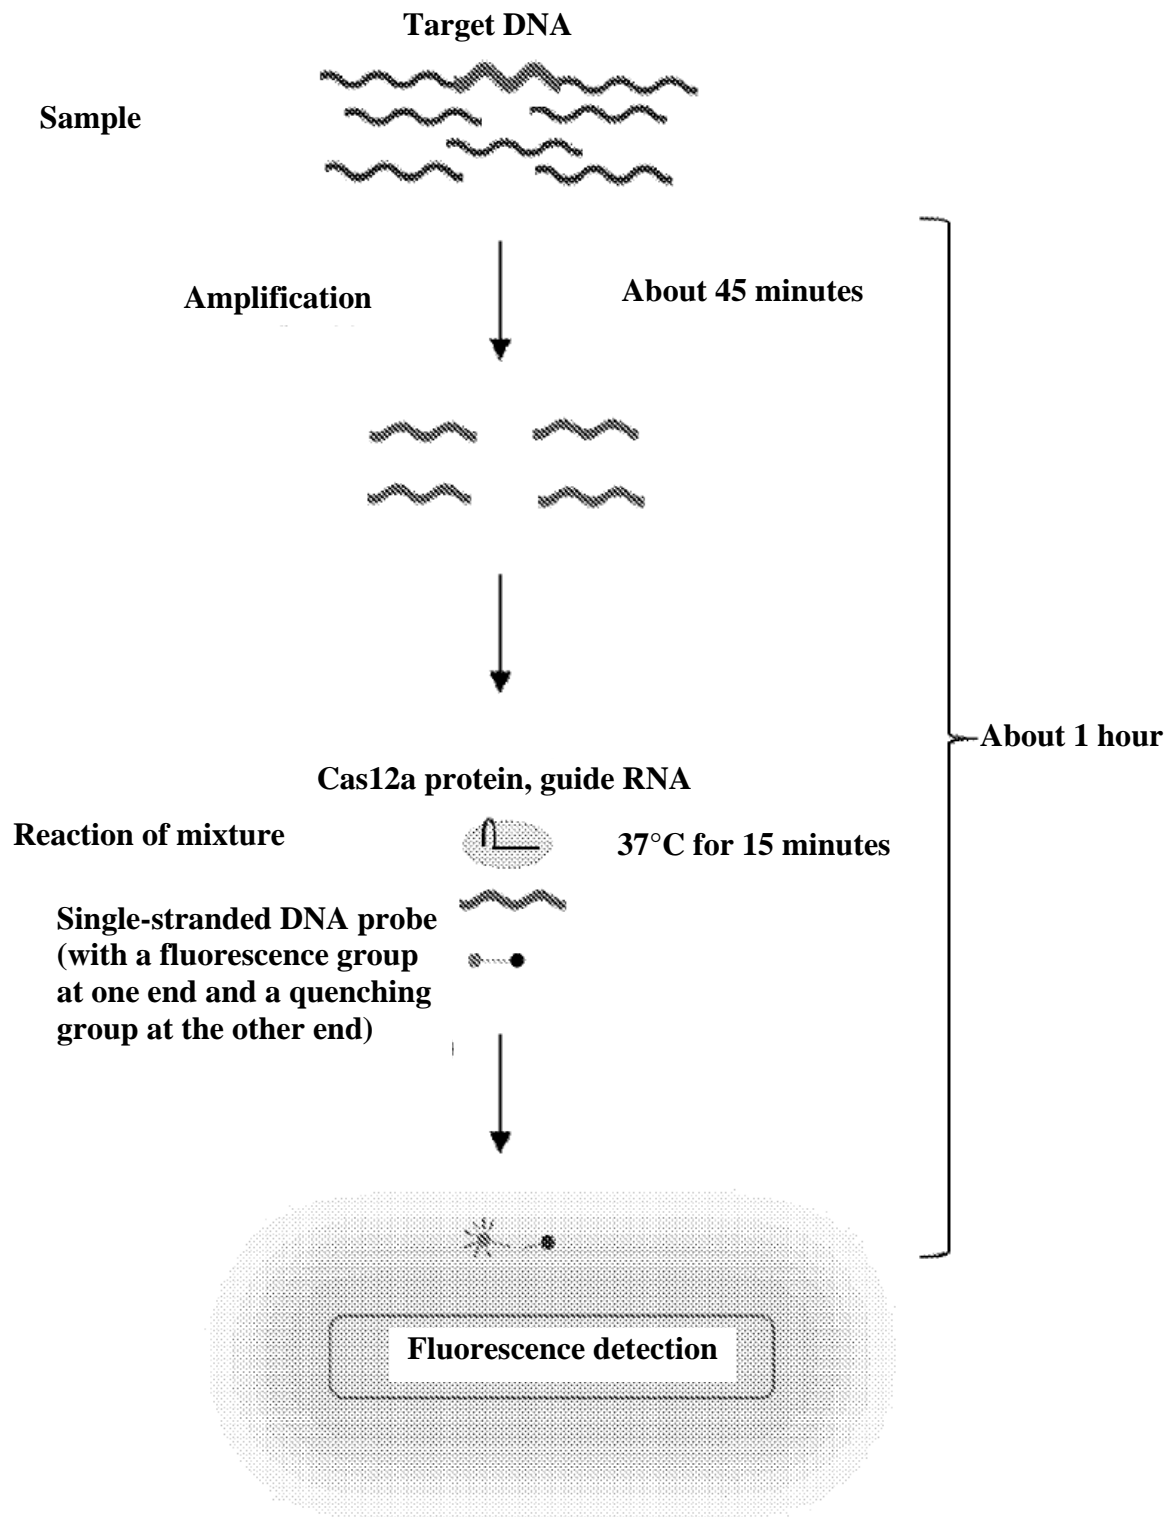 Target DNA
Sample
Amplification
About 45 minutes
About 1 hour
Cas12a protein, guide RNA
Reaction of mixture
37°C for 15 minutes
Single-stranded DNA probe
(with a fluorescence group
at one end and a quenching
group at the other end)
Fluorescence detection